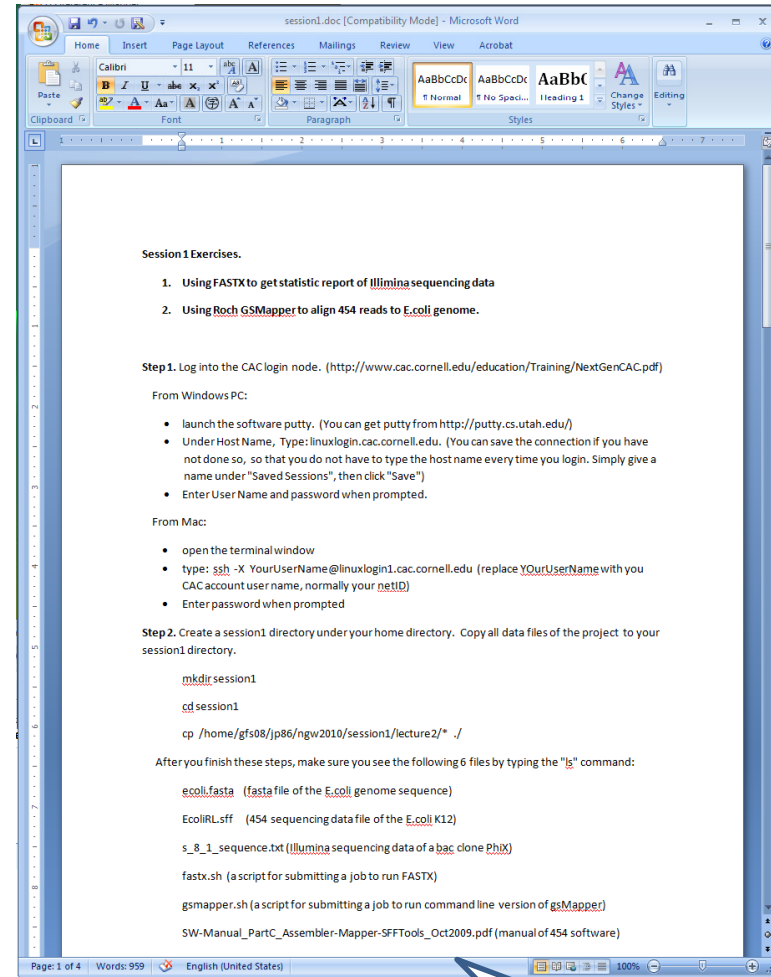 session1.doc [Compatibility Mode] - Microsoft Word
Home Insert Page Layout References Mailings Review View Acrobat
Calibri 11
Paste
AaBbCcDc AaBbCcDc AaBbC
¶ Normal ¶ No Spaci... Heading 1
Change Styles
Editing
Clipboard Font Paragraph Styles
Session 1 Exercises.
1. Using FASTX to get statistic report of Illimina sequencing data
2. Using Roch GSMapper to align 454 reads to E.coli genome.
Step 1. Log into the CAC login node. (http://www.cac.cornell.edu/education/Training/NextGenCAC.pdf)
From Windows PC:
• launch the software putty. (You can get putty from http://putty.cs.utah.edu/)
• Under Host Name, Type: linuxlogin.cac.cornell.edu. (You can save the connection if you have
not done so, so that you do not have to type the host name every time you login. Simply give a
name under "Saved Sessions", then click "Save")
• Enter User Name and password when prompted.
From Mac:
• open the terminal window
• type: ssh -X YourUserName@linuxlogin1.cac.cornell.edu (replace YOurUserName with you
CAC account user name, normally your netID)
• Enter password when prompted
Step 2. Create a session1 directory under your home directory. Copy all data files of the project to your
session1 directory.
mkdir session1
cd session1
cp /home/gfs08/jp86/ngw2010/session1/lecture2/* ./
After you finish these steps, make sure you see the following 6 files by typing the "ls" command:
ecoli.fasta (fasta file of the E.coli genome sequence)
EcoliRL.sff (454 sequencing data file of the E.coli K12)
s_8_1_sequence.txt (Illumina sequencing data of a bac clone PhiX)
fastx.sh (a script for submitting a job to run FASTX)
gsmapper.sh (a script for submitting a job to run command line version of gsMapper)
SW-Manual_PartC_Assembler-Mapper-SFFTools_Oct2009.pdf (manual of 454 software)
Page: 1 of 4 Words: 959 English (United States) 100%